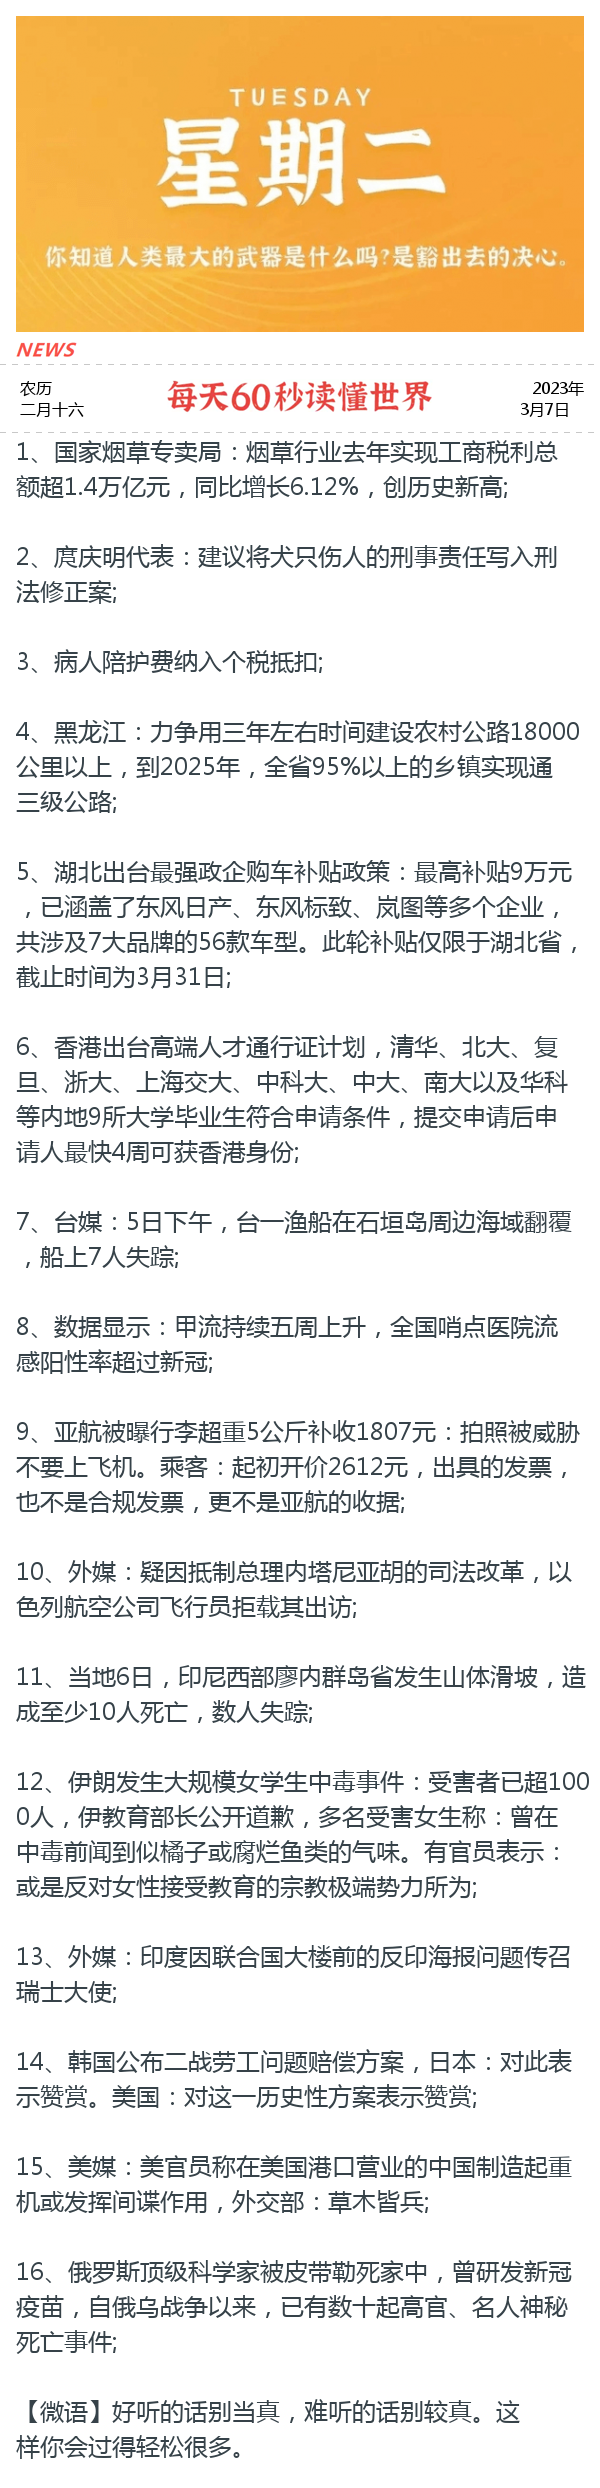 TUESDAY
星期二
你知道人类最大的武器是什么吗?是豁出去的决心。
NEWS
农历
二月十六
每天60秒读懂世界
2023年
3月7日
1、国家烟草专卖局：烟草行业去年实现工商税利总
额超1.4万亿元，同比增长6.12%，创历史新高;
2、庹庆明代表：建议将犬只伤人的刑事责任写入刑
法修正案;
3、病人陪护费纳入个税抵扣;
4、黑龙江：力争用三年左右时间建设农村公路18000
公里以上，到2025年，全省95%以上的乡镇实现通
三级公路;
5、湖北出台最强政企购车补贴政策：最高补贴9万元
，已涵盖了东风日产、东风标致、岚图等多个企业，
共涉及7大品牌的56款车型。此轮补贴仅限于湖北省，
截止时间为3月31日;
6、香港出台高端人才通行证计划，清华、北大、复
旦、浙大、上海交大、中科大、中大、南大以及华科
等内地9所大学毕业生符合申请条件，提交申请后申
请人最快4周可获香港身份;
7、台媒：5日下午，台一渔船在石垣岛周边海域翻覆
，船上7人失踪;
8、数据显示：甲流持续五周上升，全国哨点医院流
感阳性率超过新冠;
9、亚航被曝行李超重5公斤补收1807元：拍照被威胁
不要上飞机。乘客：起初开价2612元，出具的发票，
也不是合规发票，更不是亚航的收据;
10、外媒：疑因抵制总理内塔尼亚胡的司法改革，以
色列航空公司飞行员拒载其出访;
11、当地6日，印尼西部廖内群岛省发生山体滑坡，造
成至少10人死亡，数人失踪;
12、伊朗发生大规模女学生中毒事件：受害者已超100
0人，伊教育部长公开道歉，多名受害女生称：曾在
中毒前闻到似橘子或腐烂鱼类的气味。有官员表示：
或是反对女性接受教育的宗教极端势力所为;
13、外媒：印度因联合国大楼前的反印海报问题传召
瑞士大使;
14、韩国公布二战劳工问题赔偿方案，日本：对此表
示赞赏。美国：对这一历史性方案表示赞赏;
15、美媒：美官员称在美国港口营业的中国制造起重
机或发挥间谍作用，外交部：草木皆兵;
16、俄罗斯顶级科学家被皮带勒死家中，曾研发新冠
疫苗，自俄乌战争以来，已有数十起高官、名人神秘
死亡事件;
【微语】好听的话别当真，难听的话别较真。这
样你会过得轻松很多。